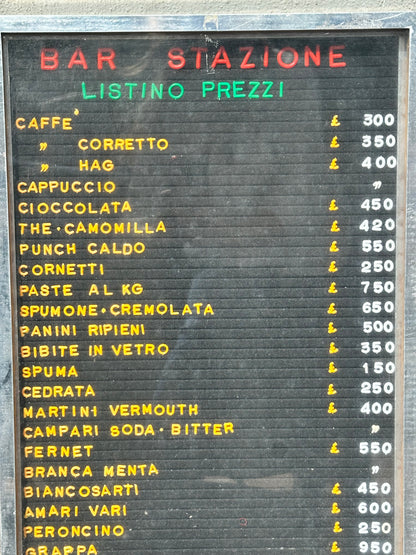 BAR STAZIONE
LISTINO PREZZI
CAFFE' £ 300
" CORRETTO £ 350
" HAG £ 400
CAPPUCCIO "
CIOCCOLATA £ 450
THE·CAMOMILLA £ 420
PUNCH CALDO £ 550
CORNETTI £ 250
PASTE AL KG £ 750
SPUMONE·CREMOLATA £ 650
PANINI RIPIENI £ 500
BIBITE IN VETRO £ 350
SPUMA £ 150
CEDRATA £ 250
MARTINI VERMOUTH £ 400
CAMPARI SODA·BITTER "
FERNET £ 550
BRANCA MENTA "
BIANCOSARTI £ 450
AMARI VARI £ 600
PERONCINO £ 250
GRAPPA £ 950